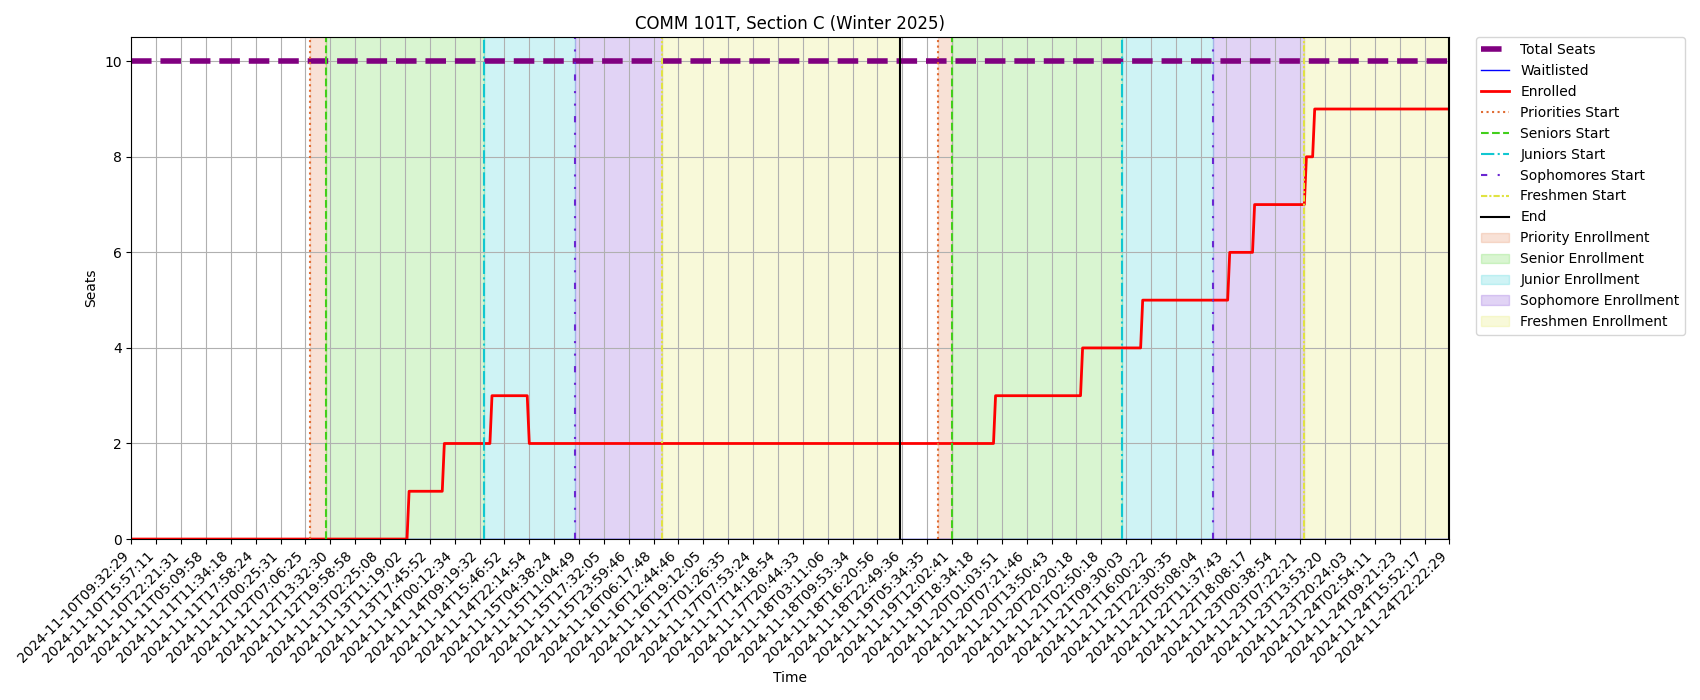 COMM 101T, Section C (Winter 2025)
Seats
10
8
6
4
2
0
2024-11-10T09:32:29
2024-11-10T15:57:11
2024-11-10T22:21:31
2024-11-11T05:09:58
2024-11-11T11:34:18
2024-11-11T17:58:24
2024-11-12T00:25:31
2024-11-12T07:06:25
2024-11-12T13:32:30
2024-11-12T19:58:58
2024-11-13T03:25:08
2024-11-13T11:19:02
2024-11-13T17:45:52
2024-11-14T00:12:34
2024-11-14T09:19:32
2024-11-14T15:46:52
2024-11-14T22:14:54
2024-11-15T04:38:24
2024-11-15T11:04:49
2024-11-15T17:32:05
2024-11-15T23:59:46
2024-11-16T06:17:48
2024-11-16T12:44:46
2024-11-16T19:12:05
2024-11-17T01:26:35
2024-11-17T07:53:24
2024-11-17T14:18:54
2024-11-17T20:44:33
2024-11-18T03:11:06
2024-11-18T09:53:34
2024-11-18T16:20:56
2024-11-18T22:49:36
2024-11-19T05:34:35
2024-11-19T12:02:41
2024-11-19T18:34:18
2024-11-20T01:03:51
2024-11-20T07:21:46
2024-11-20T13:50:43
2024-11-20T20:20:18
2024-11-21T02:50:18
2024-11-21T09:30:03
2024-11-21T16:00:22
2024-11-21T22:30:35
2024-11-22T05:08:04
2024-11-22T11:37:43
2024-11-22T18:08:17
2024-11-23T00:38:54
2024-11-23T07:22:21
2024-11-23T13:53:20
2024-11-23T20:24:03
2024-11-24T02:54:11
2024-11-24T09:21:23
2024-11-24T15:52:17
2024-11-24T22:22:29
Time
Total Seats
Waitlisted
Enrolled
Priorities Start
Seniors Start
Juniors Start
Sophomores Start
Freshmen Start
End
Priority Enrollment
Senior Enrollment
Junior Enrollment
Sophomore Enrollment
Freshmen Enrollment